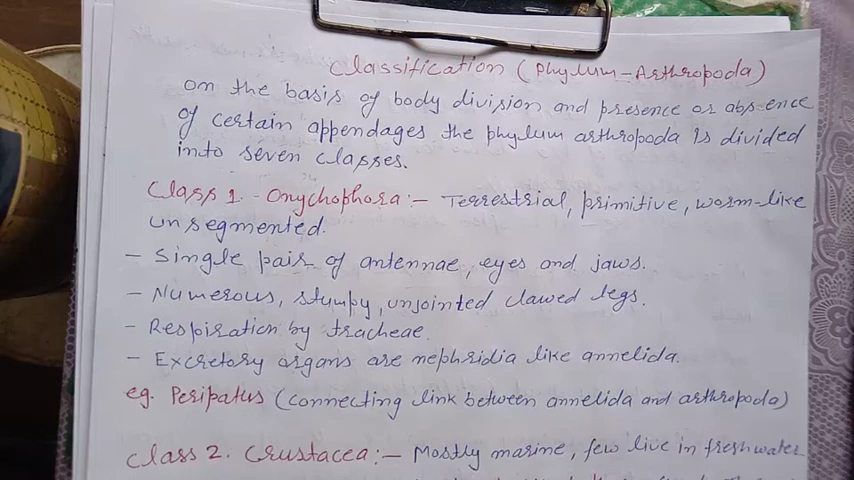 Classification (Phylum-Arthropoda)
on the basis of body division and presence or absence
of certain appendages the phylum arthropoda is divided
into seven classes.
Class 1. Onychophora:- Terrestrial, primitive, worm-like
unsegmented.
- Single pair of antennae, eyes and jaws.
- Numerous, stumpy, unjointed clawed legs.
- Respiration by tracheae.
- Excretory organs are nephridia like annelida.
eg. Peripatus (connecting link between annelida and arthropoda)
Class 2. Crustacea:- Mostly marine, few live in freshwater